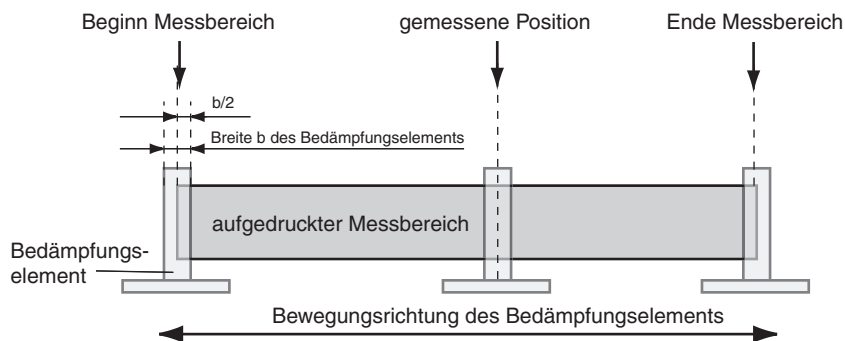 Beginn Messbereich
gemessene Position
Ende Messbereich
b/2
Breite b des Bedämpfungselements
aufgedruckter Messbereich
Bedämpfungs-
element
Bewegungsrichtung des Bedämpfungselements